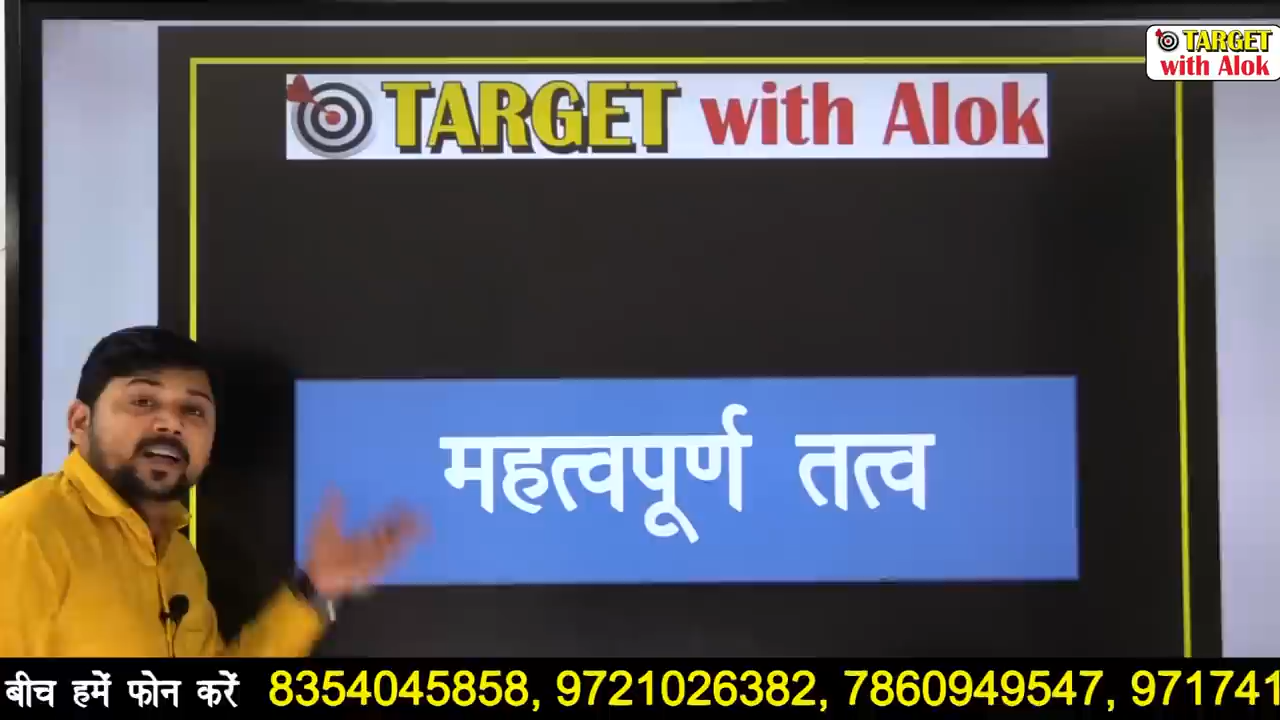 TARGET
with Alok
TARGET with Alok
महत्वपूर्ण तत्व
बीच हमें फोन करें 8354045858, 9721026382, 7860949547, 971741